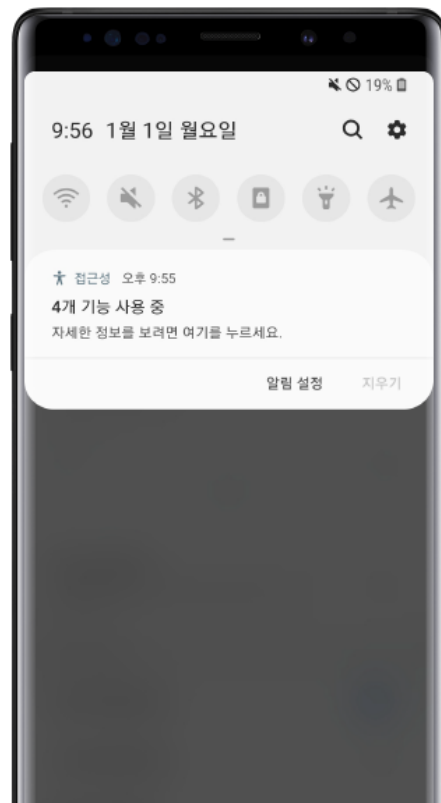 19%
9:56 1월 1일 월요일
접근성 오후 9:55
4개 기능 사용 중
자세한 정보를 보려면 여기를 누르세요.
알림 설정 지우기